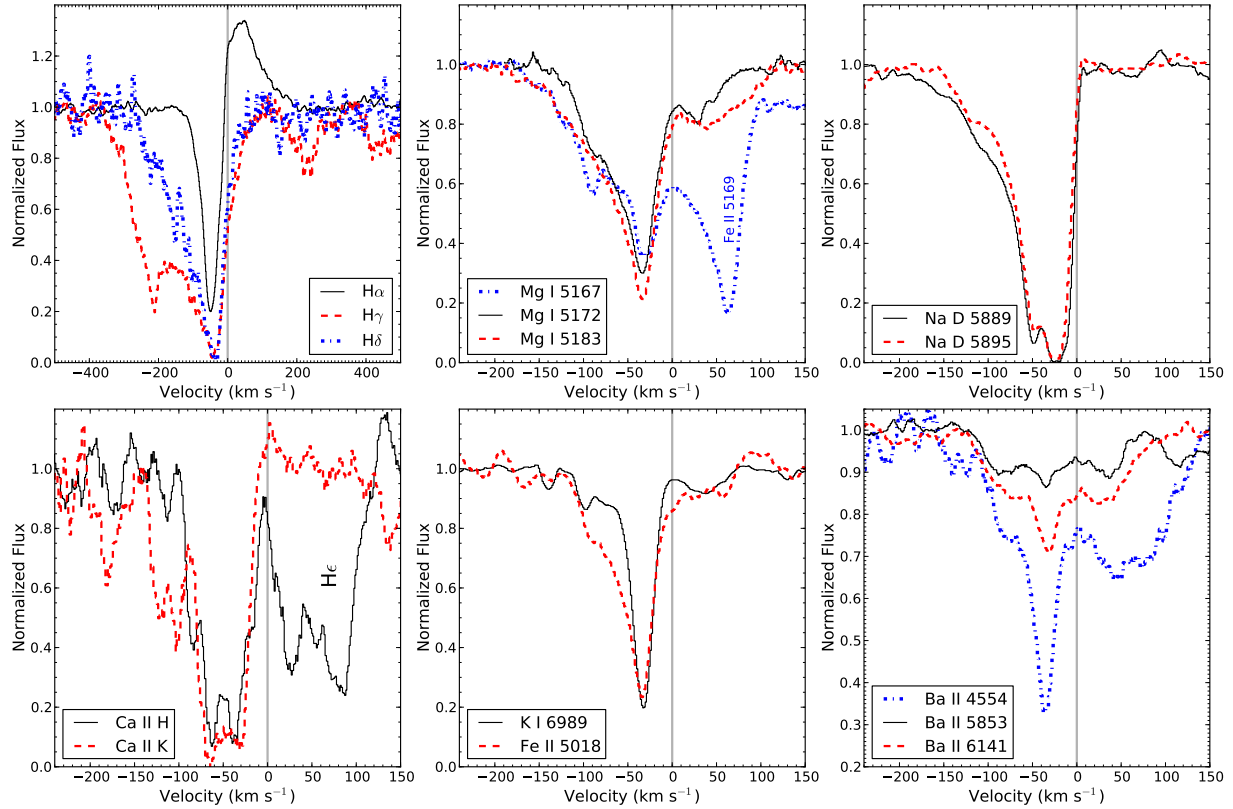 Normalized Flux
1.2
1.0
0.8
0.6
0.4
0.2
0.0
−400 −200 0 200 400
Velocity (km s⁻¹)
Hα
Hγ
Hδ
Normalized Flux
1.0
0.8
0.6
0.4
0.2
0.0
−200 −150 −100 −50 0 50 100 150
Velocity (km s⁻¹)
Fe II 5169
Mg I 5167
Mg I 5172
Mg I 5183
Normalized Flux
1.0
0.8
0.6
0.4
0.2
0.0
−200 −150 −100 −50 0 50 100 150
Velocity (km s⁻¹)
Na D 5889
Na D 5895
Normalized Flux
1.0
0.8
0.6
0.4
0.2
0.0
−200 −150 −100 −50 0 50 100 150
Velocity (km s⁻¹)
Hϵ
Ca II H
Ca II K
Normalized Flux
1.0
0.8
0.6
0.4
0.2
0.0
−200 −150 −100 −50 0 50 100 150
Velocity (km s⁻¹)
K I 6989
Fe II 5018
Normalized Flux
1.0
0.9
0.8
0.7
0.6
0.5
0.4
0.3
0.2
−200 −150 −100 −50 0 50 100 150
Velocity (km s⁻¹)
Ba II 4554
Ba II 5853
Ba II 6141